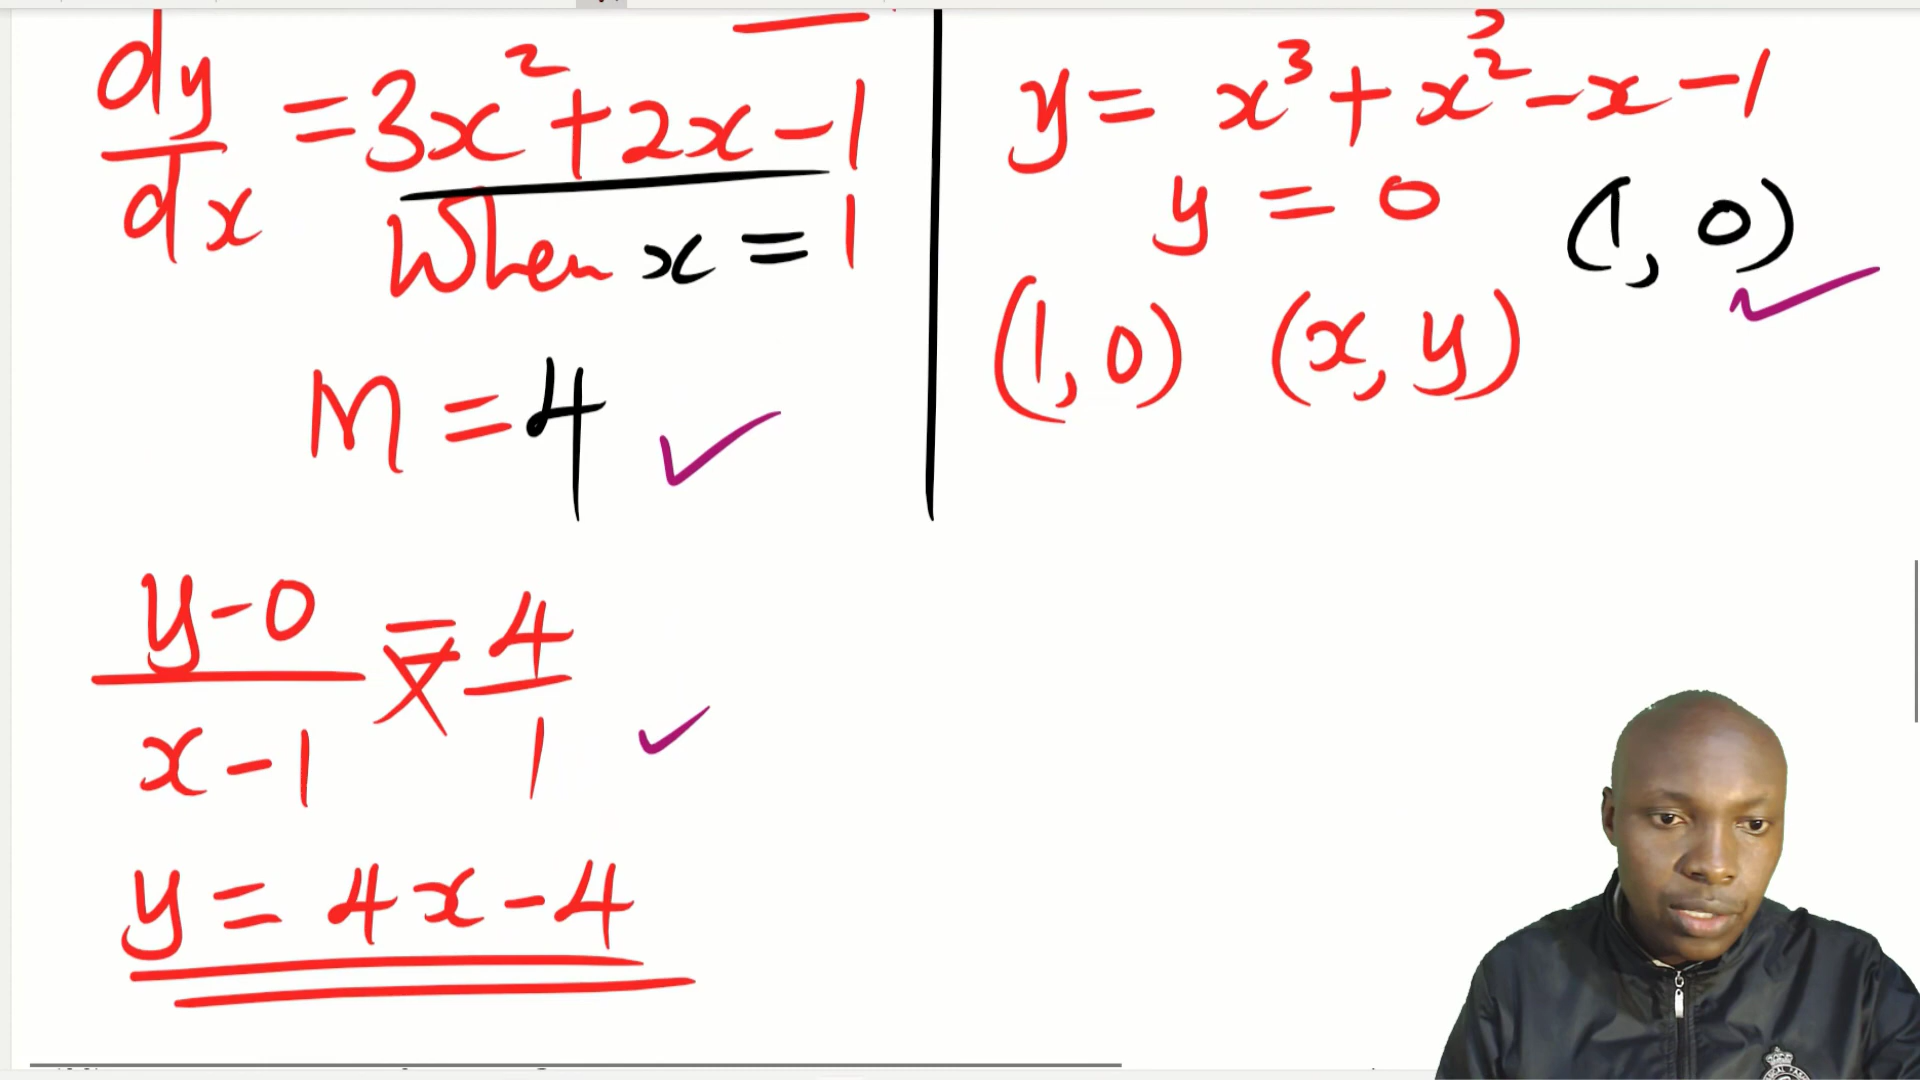 dy/dx = 3x² + 2x - 1
When x = 1
M = 4
y - 0 / x - 1 = 4 / 1
y = 4x - 4
y = x³ + x² - x - 1
y = 0 (1, 0)
(1, 0) (x, y)